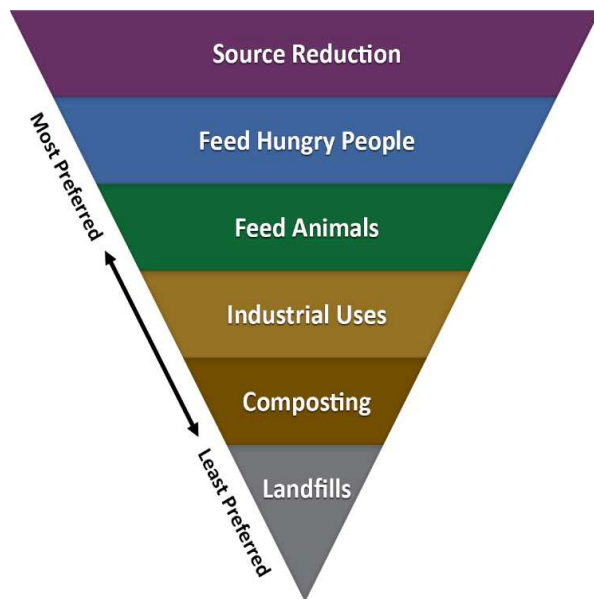 Source Reduction
Feed Hungry People
Most Preferred
Feed Animals
Industrial Uses
Composting
Least Preferred
Landfills